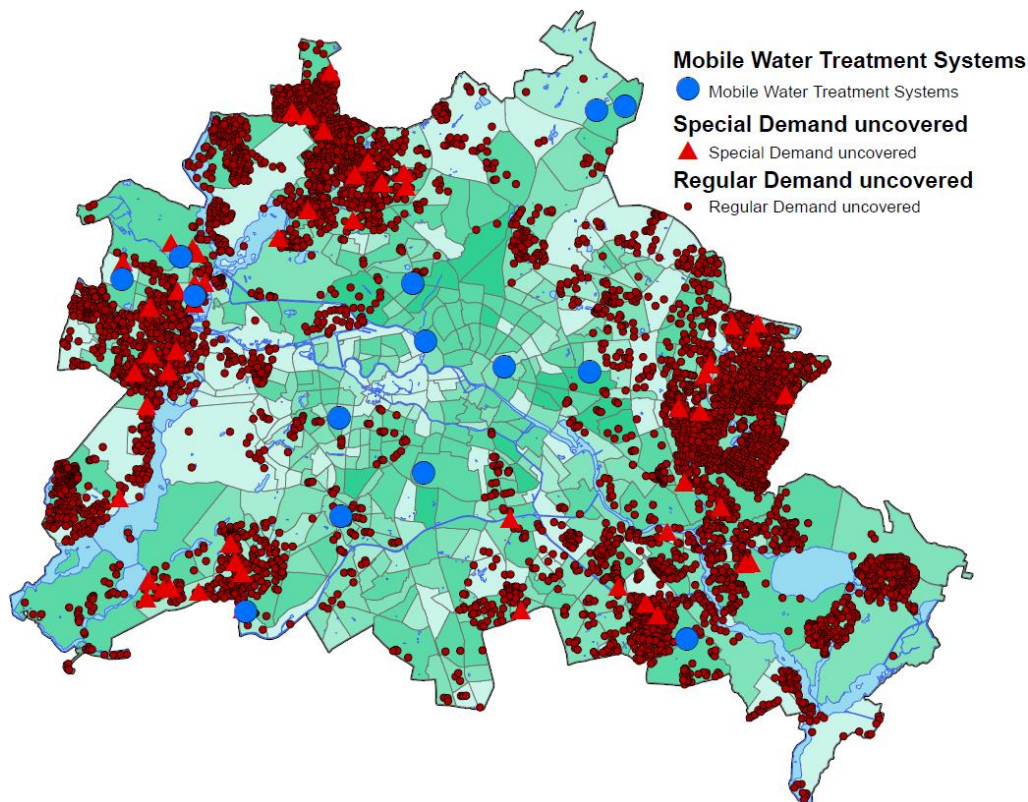 Mobile Water Treatment Systems
Mobile Water Treatment Systems
Special Demand uncovered
Special Demand uncovered
Regular Demand uncovered
Regular Demand uncovered